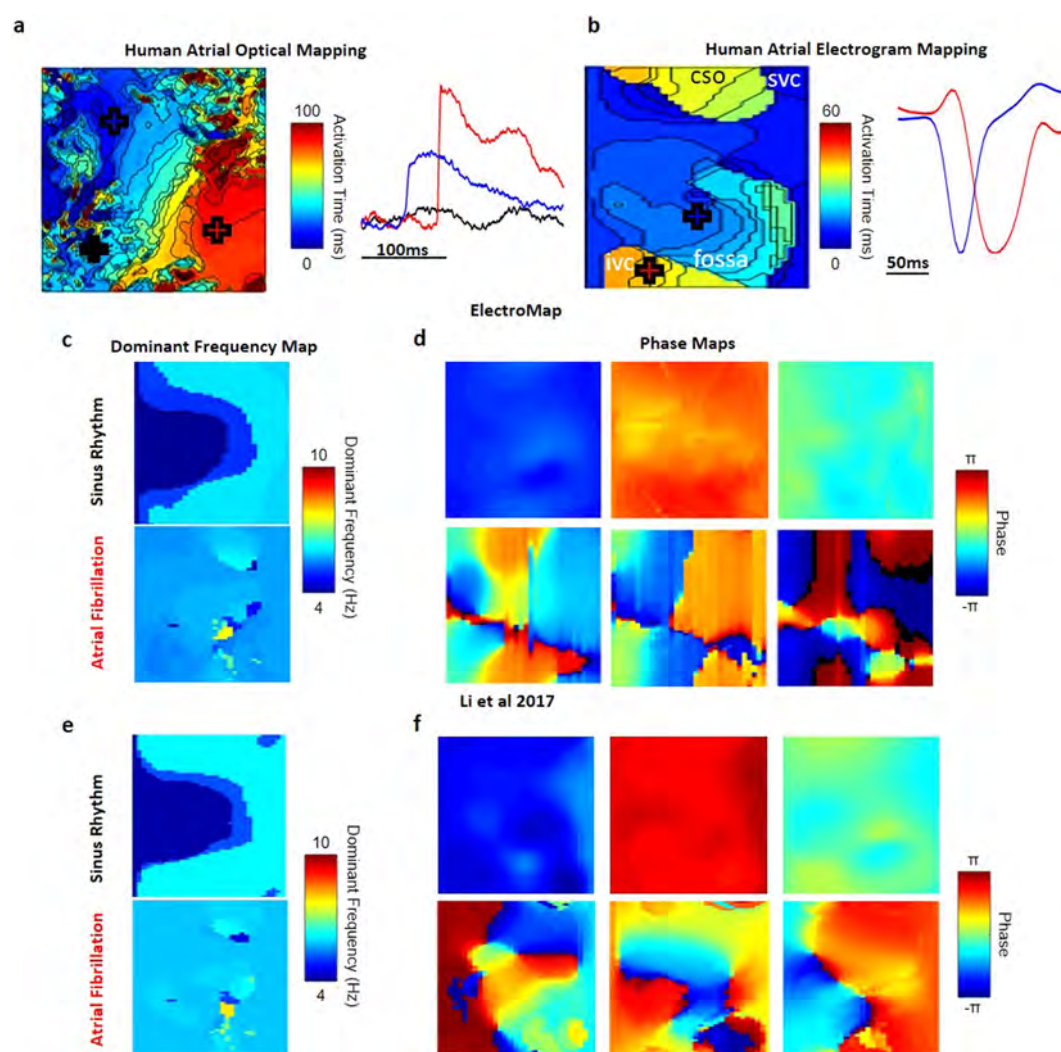 a
Human Atrial Optical Mapping
100
Activation Time (ms)
0
100ms
b
Human Atrial Electrogram Mapping
cso
svc
ivc
fossa
60
Activation Time (ms)
0
50ms
ElectroMap
c
Dominant Frequency Map
Sinus Rhythm
Atrial Fibrillation
10
Dominant Frequency (Hz)
4
d
Phase Maps
π
Phase
-π
Li et al 2017
e
Sinus Rhythm
Atrial Fibrillation
10
Dominant Frequency (Hz)
4
f
π
Phase
-π